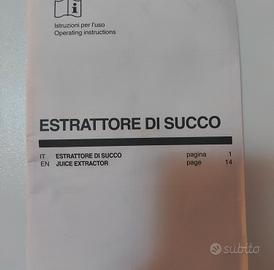 Istruzioni per l'uso
Operating instructions
ESTRATTORE DI SUCCO
IT ESTRATTORE DI SUCCO pagina 1
EN JUICE EXTRACTOR page 14
subito